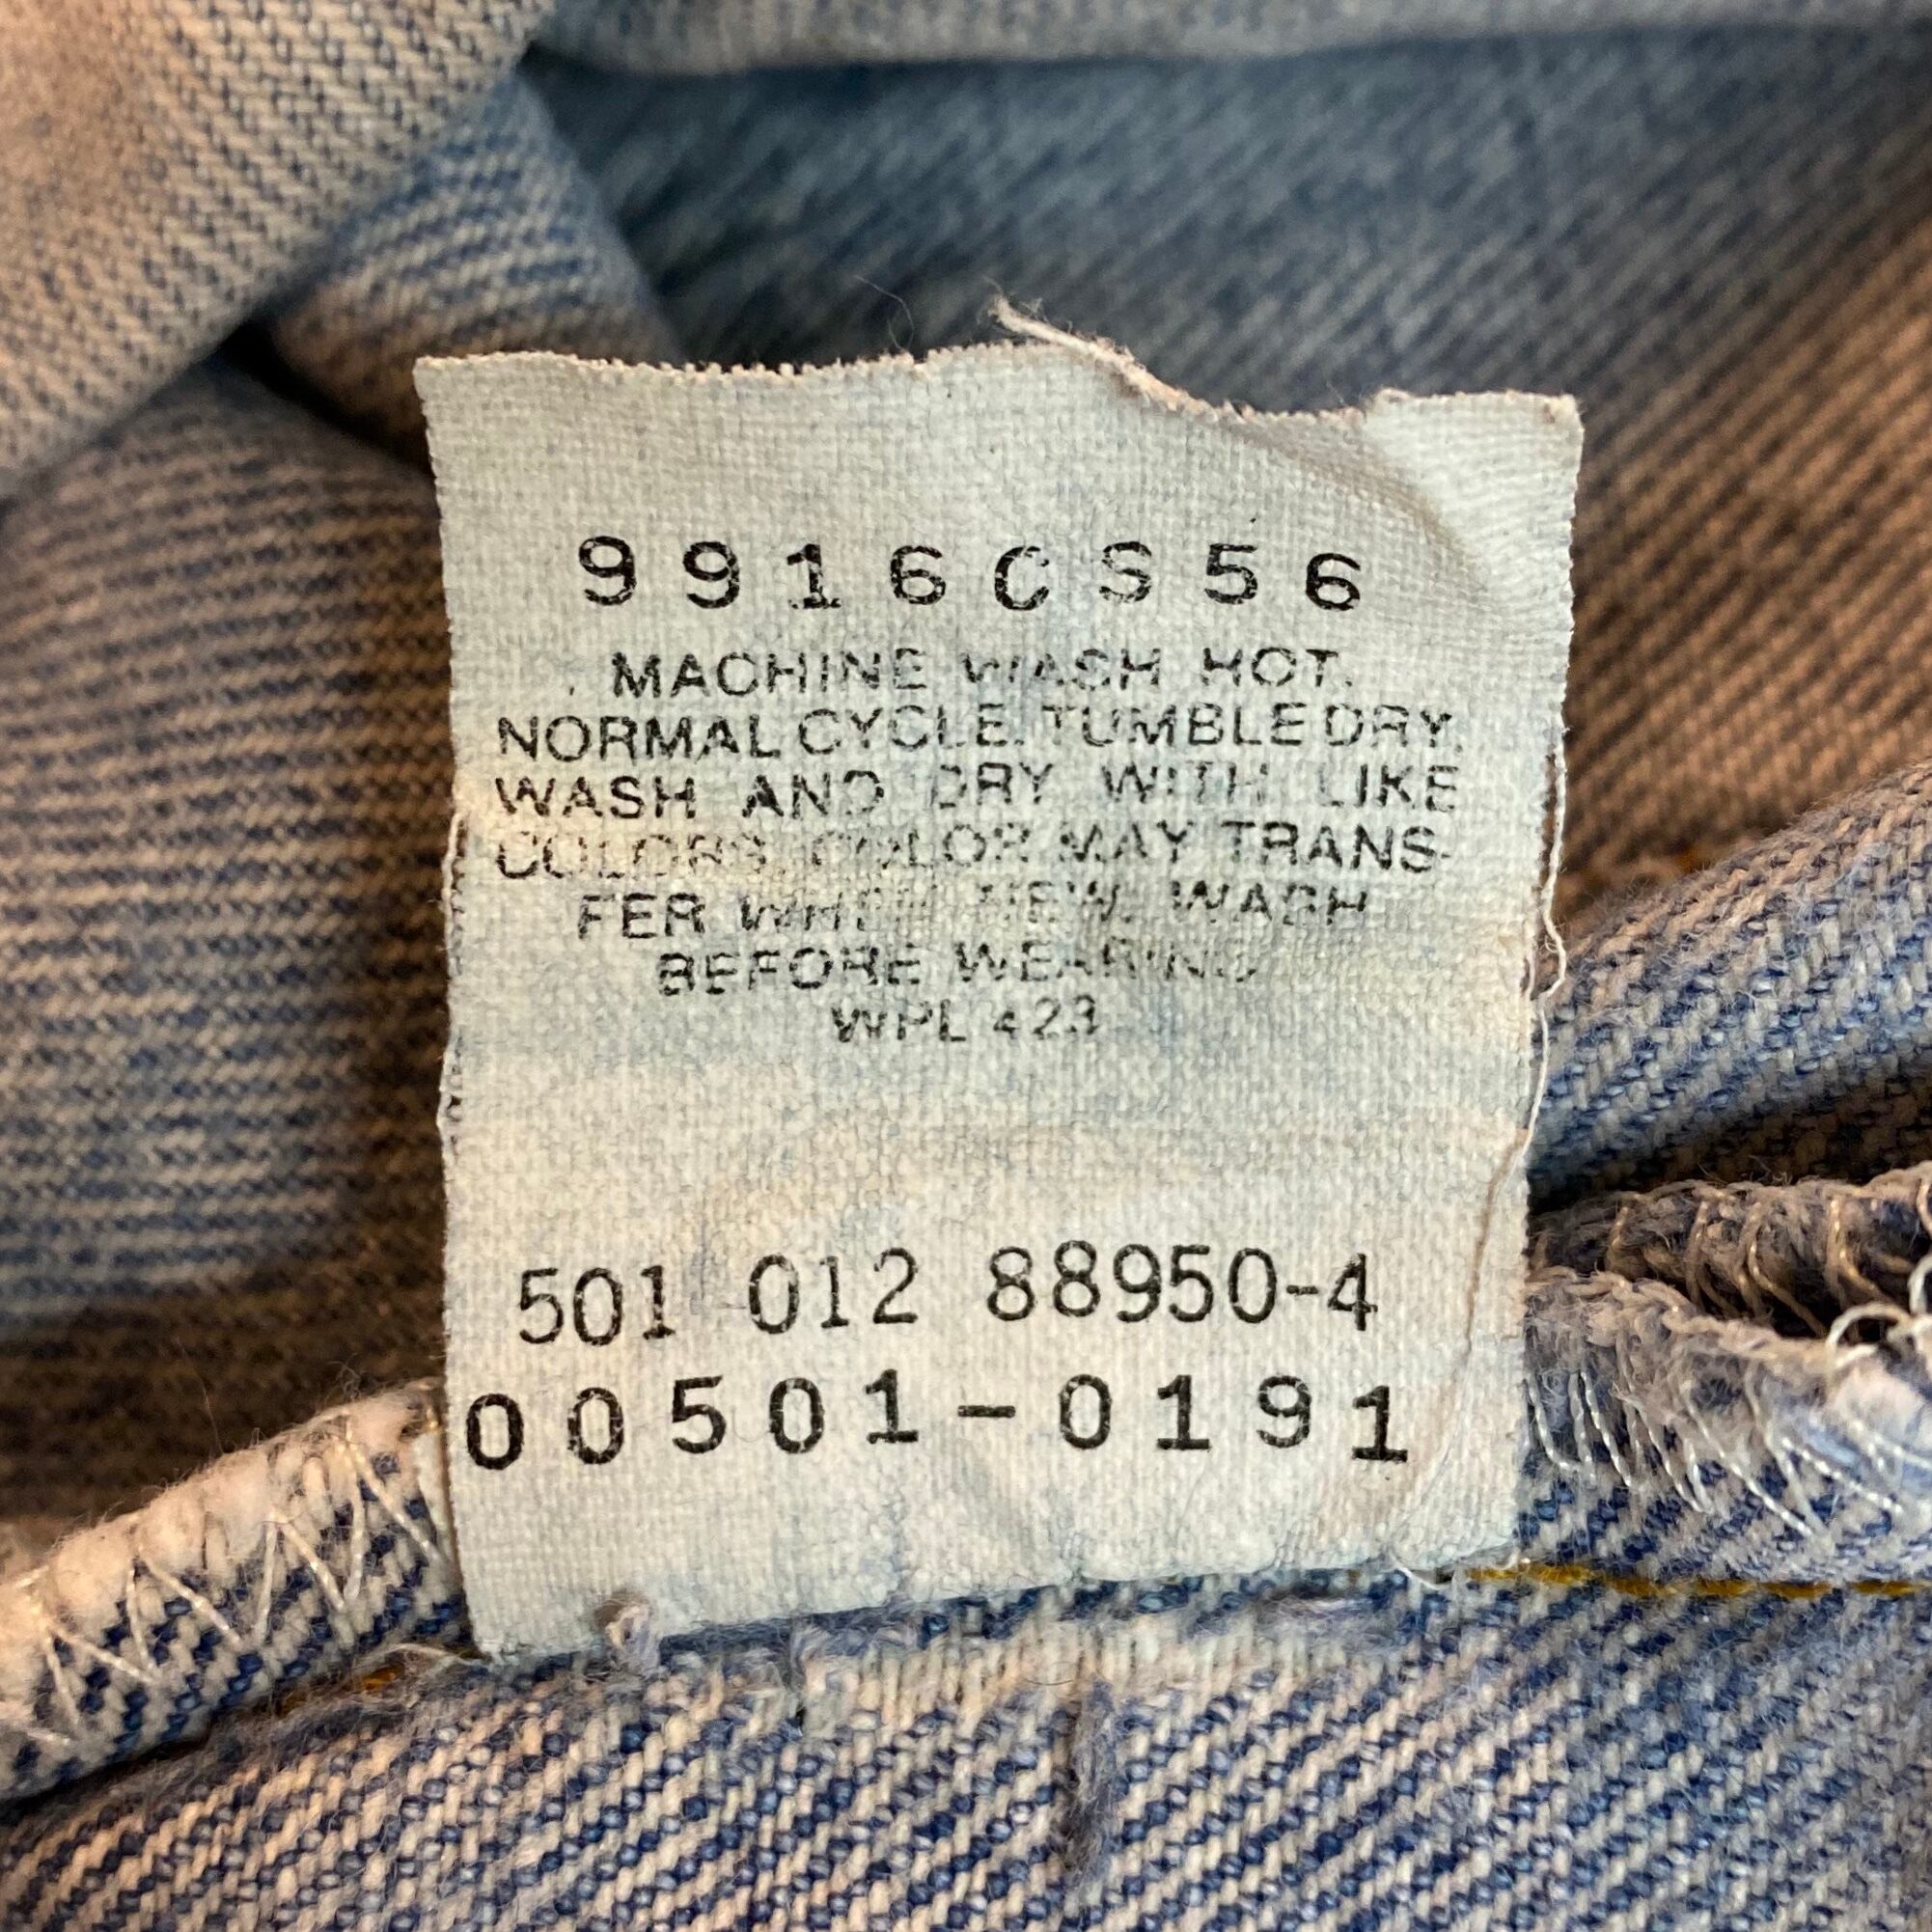 9916CS56
MACHINE WASH HOT.
NORMAL CYCLE. TUMBLE DRY.
WASH AND DRY WITH LIKE
COLORS. COLOR MAY TRANS-
FER WHEN NEW. WASH
BEFORE WEARING
WPL 423
501 012 88950-4
00501-0191